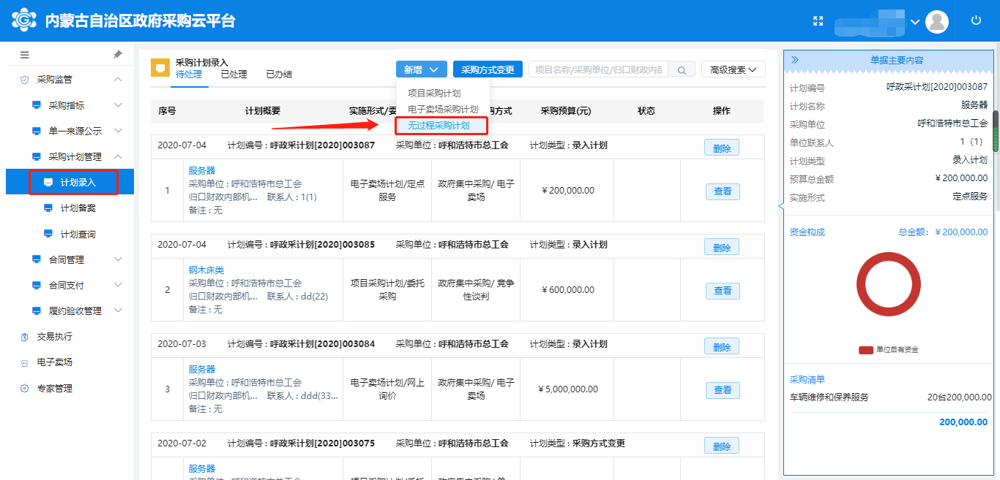 内蒙古自治区政府采购云平台
采购监管
采购指标
单一来源公示
采购计划管理
计划录入
计划备案
计划查询
合同管理
合同支付
履约验收管理
交易执行
电子卖场
专家管理
采购计划录入
待处理 已处理 已办结
新增 采购方式变更 项目名称/采购单位/归口财政内部 高级搜索
项目采购计划
电子卖场采购计划
无过程采购计划
序号 计划概要 实施形式/委 购方式 采购预算(元) 状态 操作
2020-07-04 计划编号 : 呼政采计划[2020]003087 采购单位 : 呼和浩特市总工会 计划类型 : 录入计划 删除
服务器
采购单位 : 呼和浩特市总工会
归口财政内部机... 联系人 : 1(1)
备注 : 无
1
电子卖场计划/定点
服务
政府集中采购/ 电子
卖场
￥200,000.00
查看
2020-07-04 计划编号 : 呼政采计划[2020]003085 采购单位 : 呼和浩特市总工会 计划类型 : 录入计划 删除
钢木床类
采购单位 : 呼和浩特市总工会
归口财政内部机... 联系人 : dd(22)
备注 : 无
2
项目采购计划/委托
采购
政府集中采购/ 竞争
性谈判
￥600,000.00
查看
2020-07-03 计划编号 : 呼政采计划[2020]003084 采购单位 : 呼和浩特市总工会 计划类型 : 录入计划 删除
服务器
采购单位 : 呼和浩特市总工会
归口财政内部机... 联系人 : ddd(33...
备注 : 无
3
电子卖场计划/网上
询价
政府集中采购/ 电子
卖场
￥5,000,000.00
查看
2020-07-02 计划编号 : 呼政采计划[2020]003075 采购单位 : 呼和浩特市总工会 计划类型 : 采购方式变更 删除
服务器
单据主要内容
计划编号 呼政采计划[2020]003087
计划名称 服务器
采购单位 呼和浩特市总工会
单位联系人 1（1）
计划类型 录入计划
预算总金额 ￥200,000.00
实施形式 定点服务
资金构成 总金额: ￥200,000.00
单位自有资金
采购清单
车辆维修和保养服务 20台200,000.00
200,000.00